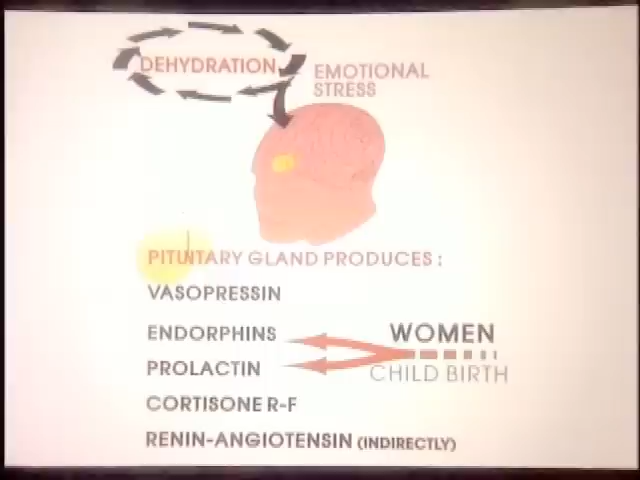 DEHYDRATION
EMOTIONAL
STRESS
PITUITARY GLAND PRODUCES :
VASOPRESSIN
ENDORPHINS
WOMEN
PROLACTIN
CHILD BIRTH
CORTISONE R-F
RENIN-ANGIOTENSIN (INDIRECTLY)